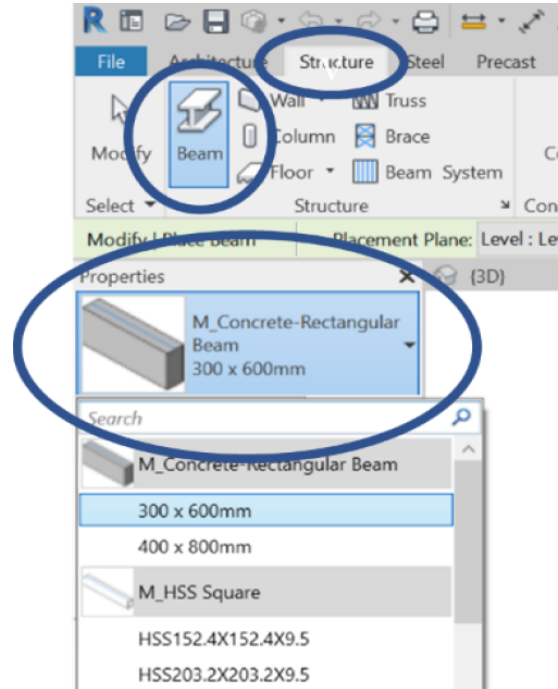 File Architecture Structure Steel Precast
Modify Beam Wall Truss
Column Brace
Floor Beam System
Select Structure Con
Modify | Place Beam Placement Plane: Level : Le
Properties {3D}
M_Concrete-Rectangular
Beam
300 x 600mm
Search
M_Concrete-Rectangular Beam
300 x 600mm
400 x 800mm
M_HSS Square
HSS152.4X152.4X9.5
HSS203.2X203.2X9.5